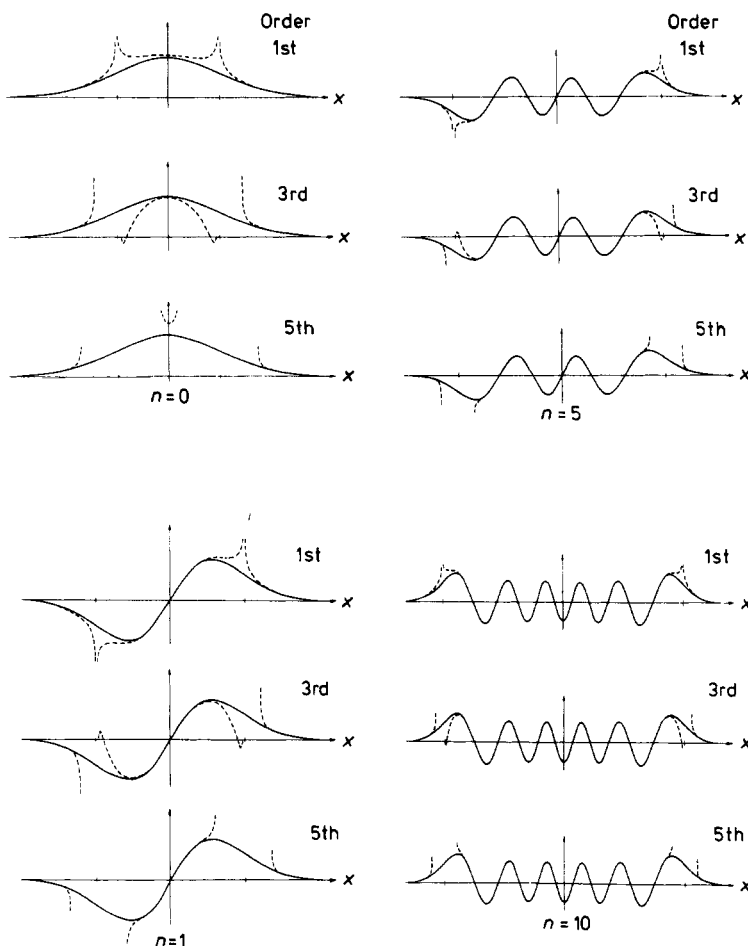 Order
1st
x
3rd
x
5th
x
n=0
Order
1st
x
3rd
x
5th
x
n=5
1st
x
3rd
x
5th
x
n=1
1st
x
3rd
x
5th
x
n=10